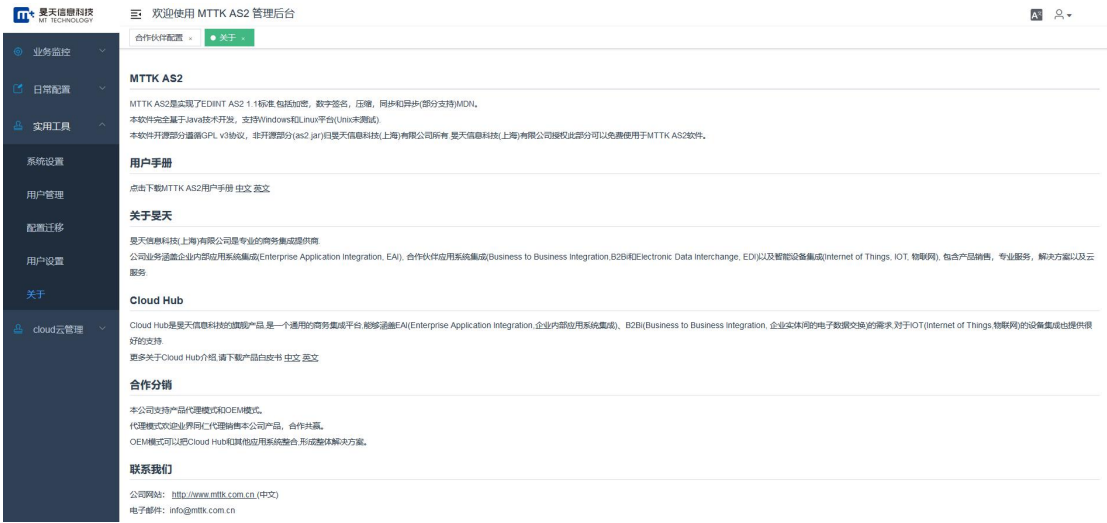 旻天信息科技
MT TECHNOLOGY
欢迎使用 MTTK AS2 管理后台
合作伙伴配置 ×
关于 ×
业务监控
日常配置
实用工具
系统设置
用户管理
配置迁移
用户设置
关于
cloud云管理
MTTK AS2
MTTK AS2是实现了EDIINT AS2 1.1标准,包括加密，数字签名，压缩，同步和异步(部分支持)MDN。
本软件完全基于Java技术开发，支持Windows和Linux平台(Unix未测试).
本软件开源部分遵循GPL v3协议，非开源部分(as2.jar)归旻天信息科技(上海)有限公司所有.旻天信息科技(上海)有限公司授权此部分可以免费使用于MTTK AS2软件。
用户手册
点击下载MTTK AS2用户手册 中文 英文
关于旻天
旻天信息科技(上海)有限公司是专业的商务集成提供商.
公司业务涵盖企业内部应用系统集成(Enterprise Application Integration, EAI), 合作伙伴应用系统集成(Business to Business Integration,B2Bi和Electronic Data Interchange, EDI)以及智能设备集成(Internet of Things, IOT, 物联网), 包含产品销售，专业服务，解决方案以及云
服务.
Cloud Hub
Cloud Hub是旻天信息科技的旗舰产品,是一个通用的商务集成平台,能够涵盖EAI(Enterprise Application Integration,企业内部应用系统集成)、B2Bi(Business to Business Integration, 企业实体间的电子数据交换)的需求,对于IOT(Internet of Things,物联网)的设备集成也提供很
好的支持.
更多关于Cloud Hub介绍,请下载产品白皮书 中文 英文
合作分销
本公司支持产品代理模式和OEM模式。
代理模式欢迎业界同仁代理销售本公司产品，合作共赢。
OEM模式可以把Cloud Hub和其他应用系统整合,形成整体解决方案。
联系我们
公司网站： http://www.mttk.com.cn (中文)
电子邮件：info@mttk.com.cn